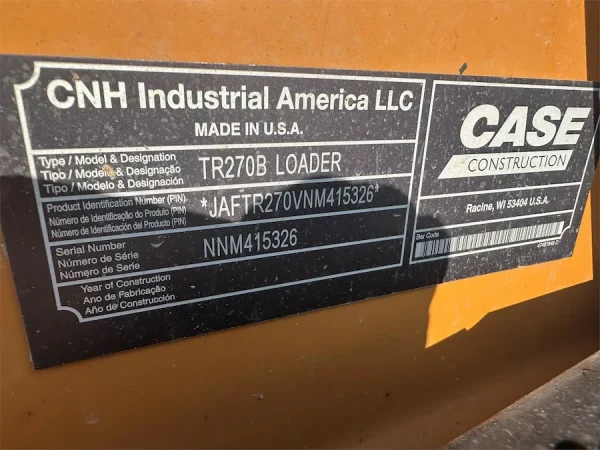 CNH Industrial America LLC
MADE IN U.S.A.
Type / Model & Designation
Tipo / Modelo & Designação
Tipo / Modelo & Designación
TR270B LOADER
Product Identification Number (PIN)
Número de Identificação do Produto (PIN)
Número de Identificación del Producto (PIN)
*JAFTR270VNM415326*
Serial Number
Número de Série
Número de Serie
NNM415326
Year of Construction
Ano de Fabricação
Año de Construcción
CASE
CONSTRUCTION
Racine, WI 53404 U.S.A.
Bar Code